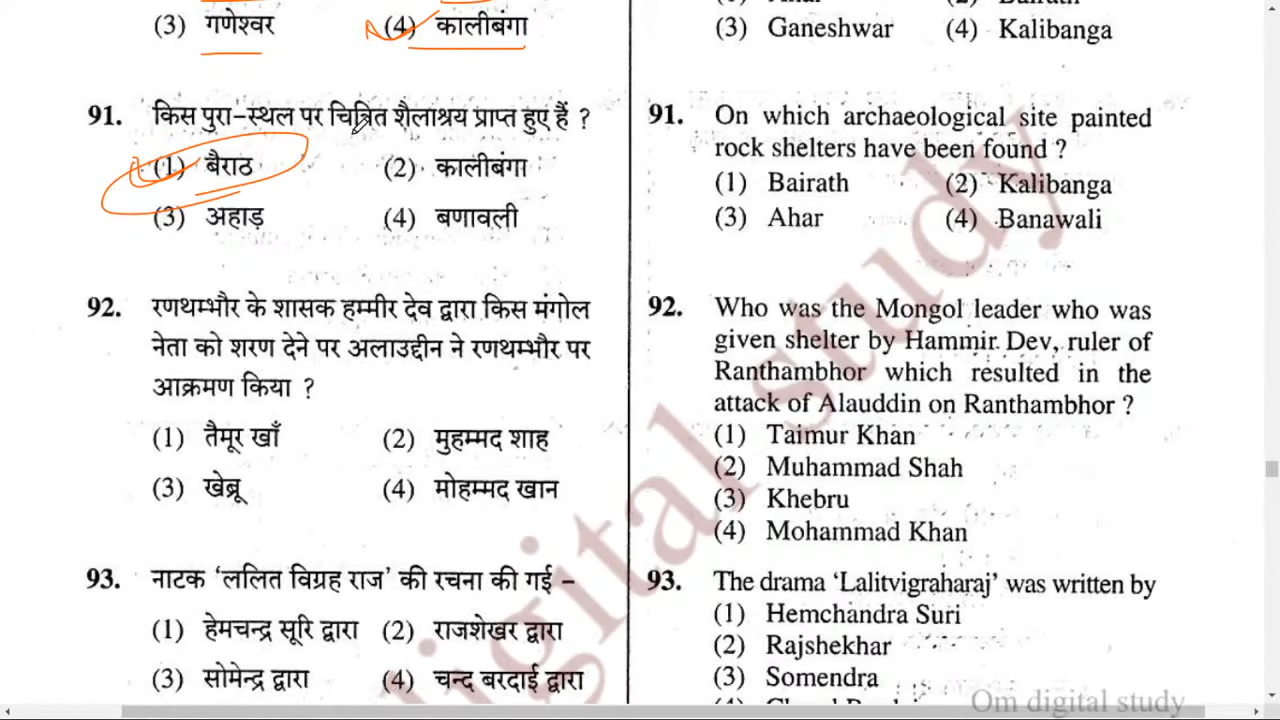 (3) गणेश्वर (4) कालीबंगा
91. किस पुरा-स्थल पर चित्रित शैलाश्रय प्राप्त हुए हैं ?
(1) बैराठ (2) कालीबंगा
(3) अहाड़ (4) बणावली
92. रणथम्भौर के शासक हम्मीर देव द्वारा किस मंगोल
नेता को शरण देने पर अलाउद्दीन ने रणथम्भौर पर
आक्रमण किया ?
(1) तैमूर खाँ (2) मुहम्मद शाह
(3) खेब्रू (4) मोहम्मद खान
93. नाटक ‘ललित विग्रह राज’ की रचना की गई –
(1) हेमचन्द्र सूरि द्वारा (2) राजशेखर द्वारा
(3) सोमेन्द्र द्वारा (4) चन्द बरदाई द्वारा
(3) Ganeshwar (4) Kalibanga
91. On which archaeological site painted
rock shelters have been found ?
(1) Bairath (2) Kalibanga
(3) Ahar (4) Banawali
92. Who was the Mongol leader who was
given shelter by Hammir Dev, ruler of
Ranthambhor which resulted in the
attack of Alauddin on Ranthambhor ?
(1) Taimur Khan
(2) Muhammad Shah
(3) Khebru
(4) Mohammad Khan
93. The drama ‘Lalitvigraharaj’ was written by
(1) Hemchandra Suri
(2) Rajshekhar
(3) Somendra
digital study
Om digital study